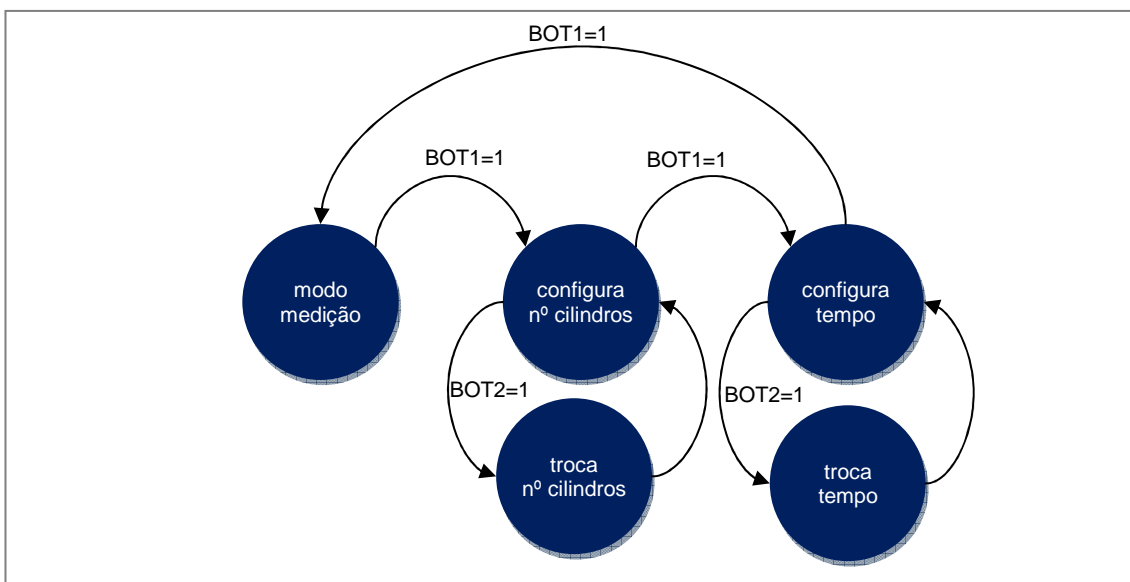 BOT1=1
BOT1=1
BOT1=1
modo
medição
configura
nº cilindros
configura
tempo
BOT2=1
BOT2=1
troca
nº cilindros
troca
tempo